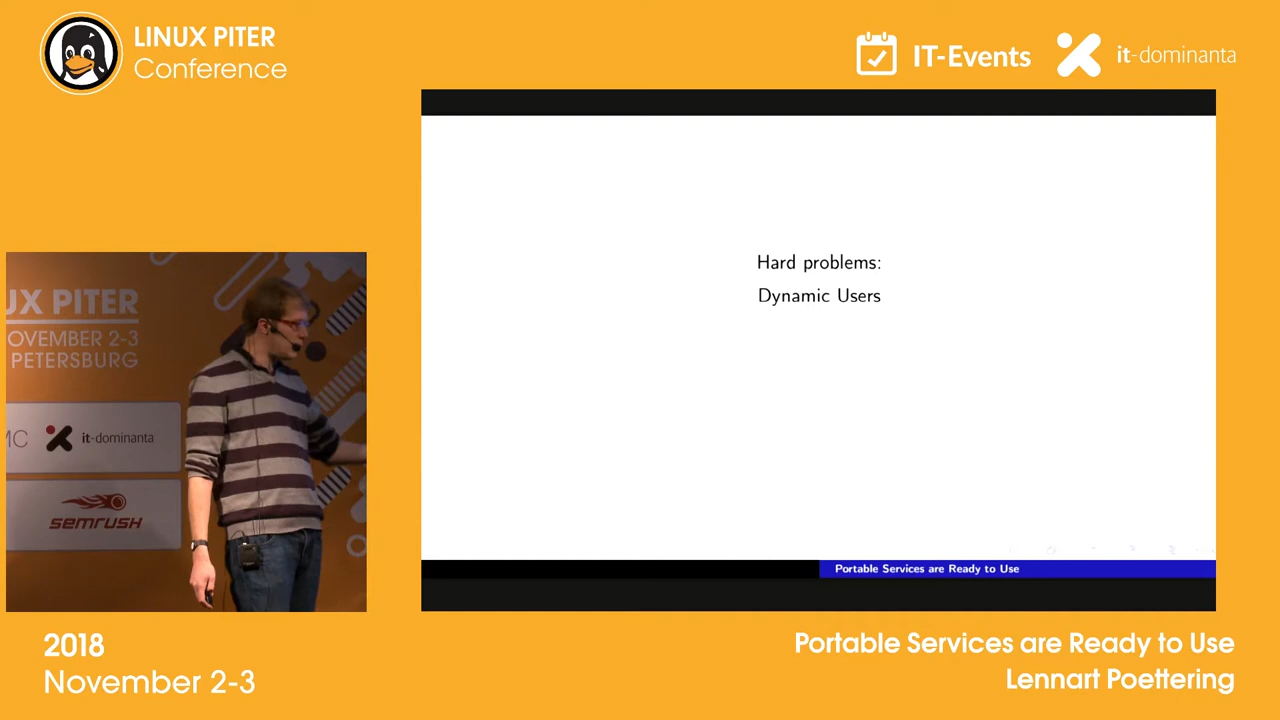 LINUX PITER
Conference
IT-Events
it-dominanta
Hard problems:
Dynamic Users
UX PITER
OVEMBER 2-3
PETERSBURG
MC
it-dominanta
semrush
Portable Services are Ready to Use
2018
November 2-3
Portable Services are Ready to Use
Lennart Poettering